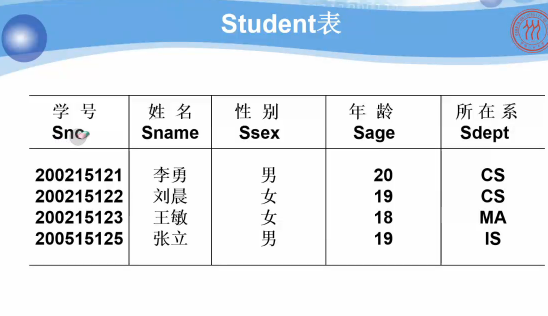 Student表
学号 姓名 性别 年龄 所在系
Sno Sname Ssex Sage Sdept
200215121 李勇 男 20 CS
200215122 刘晨 女 19 CS
200215123 王敏 女 18 MA
200515125 张立 男 19 IS